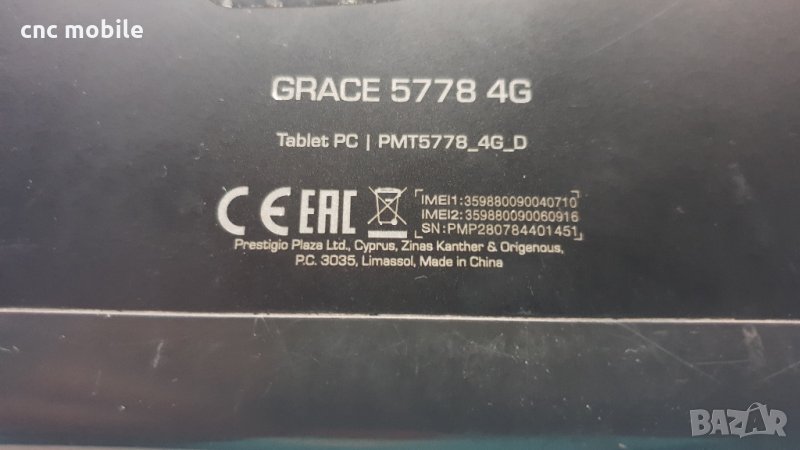 cnc mobile
GRACE 5778 4G
Tablet PC | PMT5778_4G_D
CE EAC
IMEI1:359880090040710
IMEI2:359880090060916
SN:PMP280784401451
Prestigio Plaza Ltd., Cyprus, Zinas Kanther & Origenous,
P.C. 3035, Limassol, Made in China
BAZAR